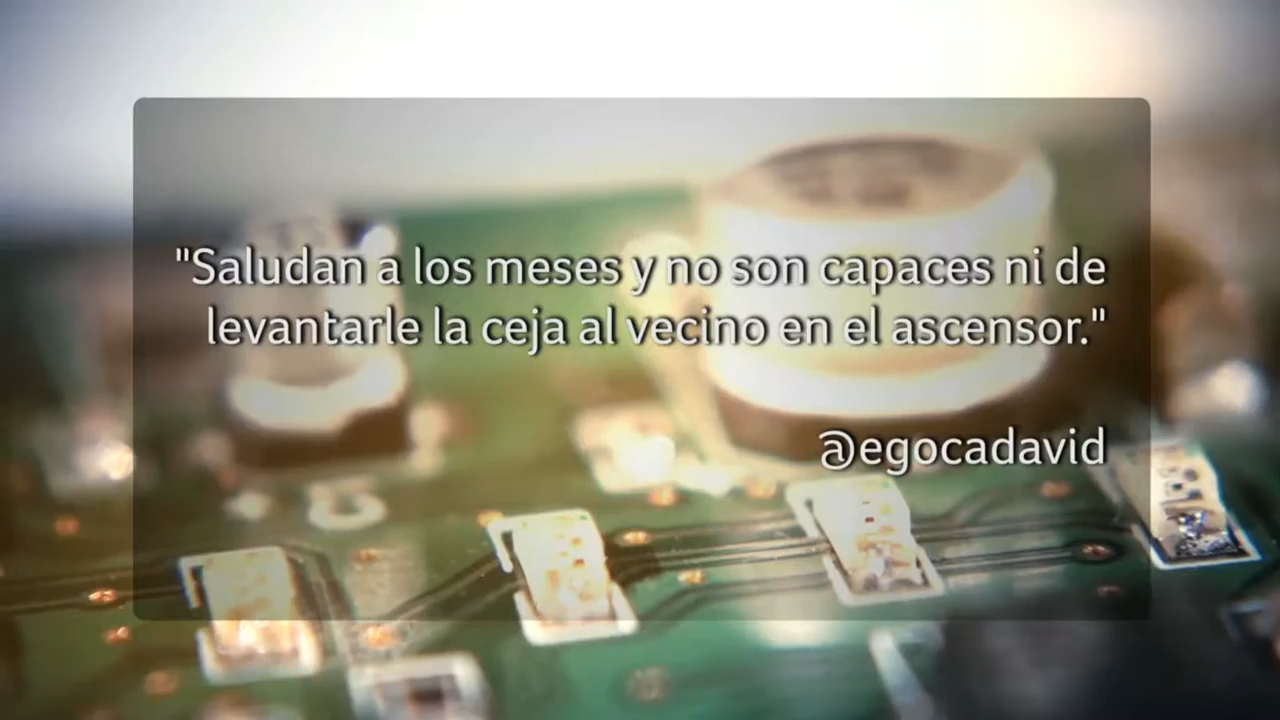 "Saludan a los meses y no son capaces ni de
levantarle la ceja al vecino en el ascensor."
@egocadavid